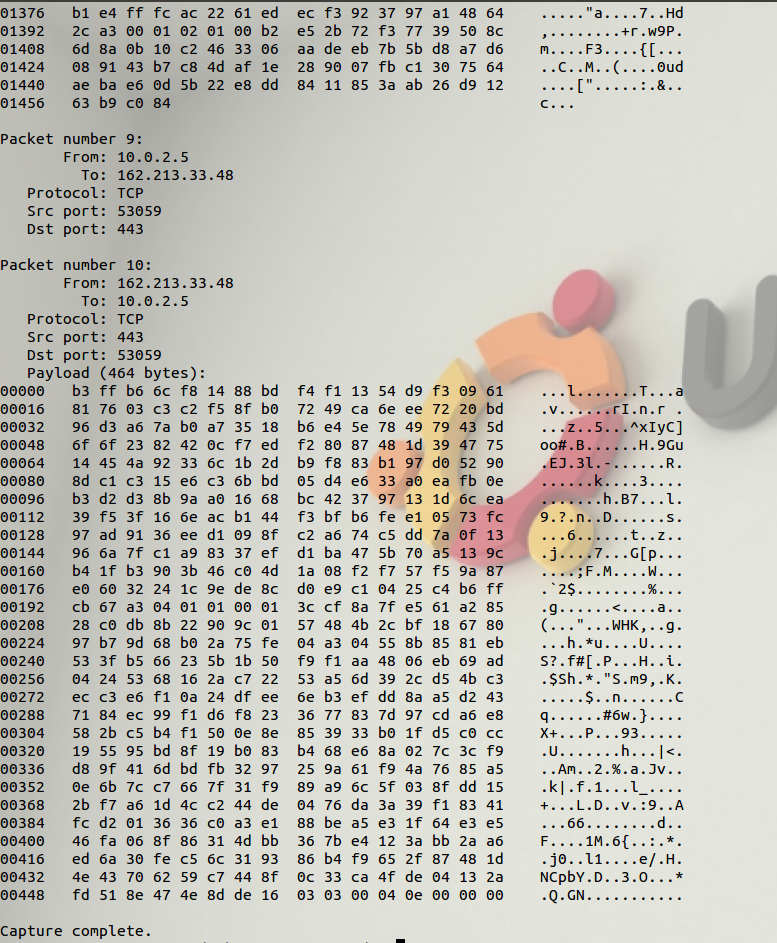 01376   b1 e4 ff fc ac 22 61 ed  ec f3 92 37 97 a1 48 64    ....."a....7..Hd
01392   2c a3 00 01 02 01 00 b2  e5 2b 72 f3 77 39 50 8c    ,........+r.w9P.
01408   6d 8a 0b 10 c2 46 33 06  aa de eb 7b 5b d8 a7 d6    m....F3....{[...
01424   08 91 43 b7 c8 4d af 1e  28 90 07 fb c1 30 75 64    ..C..M..(....0ud
01440   ae ba e6 0d 5b 22 e8 dd  84 11 85 3a ab 26 d9 12    ....[".....:.&..
01456   63 b9 c0 84                                         c...
Packet number 9:
       From: 10.0.2.5
         To: 162.213.33.48
   Protocol: TCP
   Src port: 53059
   Dst port: 443
Packet number 10:
       From: 162.213.33.48
         To: 10.0.2.5
   Protocol: TCP
   Src port: 443
   Dst port: 53059
   Payload (464 bytes):
00000   b3 ff b6 6c f8 14 88 bd  f4 f1 13 54 d9 f3 09 61    ...l.......T...a
00016   81 76 03 c3 c2 f5 8f b0  72 49 ca 6e ee 72 20 bd    .v......rI.n.r .
00032   96 d3 a6 7a b0 a7 35 18  b6 e4 5e 78 49 79 43 5d    ...z..5...^xIyC]
00048   6f 6f 23 82 42 0c f7 ed  f2 80 87 48 1d 39 47 75    oo#.B......H.9Gu
00064   14 45 4a 92 33 6c 1b 2d  b9 f8 83 b1 97 d0 52 90    .EJ.3l.-......R.
00080   8d c1 c3 15 e6 c3 6b bd  05 d4 e6 33 a0 ea fb 0e    ......k....3....
00096   b3 d2 d3 8b 9a a0 16 68  bc 42 37 97 13 1d 6c ea    .......h.B7...l.
00112   39 f5 3f 16 6e ac b1 44  f3 bf b6 fe e1 05 73 fc    9.?.n..D......s.
00128   97 ad 91 36 ee d1 09 8f  c2 a6 74 c5 dd 7a 0f 13    ...6......t..z..
00144   96 6a 7f c1 a9 83 37 ef  d1 ba 47 5b 70 a5 13 9c    .j....7...G[p...
00160   b4 1f b3 90 3b 46 c0 4d  1a 08 f2 f7 57 f5 9a 87    ....;F.M....W...
00176   e0 60 32 24 1c 9e de 8c  d0 e9 c1 04 25 c4 b6 ff    .`2$........%...
00192   cb 67 a3 04 01 01 00 01  3c cf 8a 7f e5 61 a2 85    .g......<....a..
00208   28 c0 db 8b 22 90 9c 01  57 48 4b 2c bf 18 67 80    (..."...WHK,..g.
00224   97 b7 9d 68 b0 2a 75 fe  04 a3 04 55 8b 85 81 eb    ...h.*u....U....
00240   53 3f b5 66 23 5b 1b 50  f9 f1 aa 48 06 eb 69 ad    S?.f#[.P...H..i.
00256   04 24 53 68 16 2a c7 22  53 a5 6d 39 2c d5 4b c3    .$Sh.*."S.m9,.K.
00272   ec c3 e6 f1 0a 24 df ee  6e b3 ef dd 8a a5 d2 43    .....$..n......C
00288   71 84 ec 99 f1 d6 f8 23  36 77 83 7d 97 cd a6 e8    q......#6w.}....
00304   58 2b c5 b4 f1 50 0e 8e  85 39 33 b0 1f d5 c0 cc    X+...P...93.....
00320   19 55 95 bd 8f 19 b0 83  b4 68 e6 8a 02 7c 3c f9    .U.......h...|<.
00336   d8 9f 41 6d bd fb 32 97  25 9a 61 f9 4a 76 85 a5    ..Am..2.%.a.Jv..
00352   0e 6b 7c c7 66 7f 31 f9  89 a9 6c 5f 03 8f dd 15    .k|.f.1...l_....
00368   2b f7 a6 1d 4c c2 44 de  04 76 da 3a 39 f1 83 41    +...L.D..v.:9..A
00384   fc d2 01 36 36 c0 a3 e1  88 be a5 e3 1f 64 e3 e5    ...66........d..
00400   46 fa 06 8f 86 31 4d bb  36 7b e4 12 3a bb 2a a6    F....1M.6{..:.*.
00416   ed 6a 30 fe c5 6c 31 93  86 b4 f9 65 2f 87 48 1d    .j0..l1....e/.H.
00432   4e 43 70 62 59 c7 44 8f  0c 33 ca 4f de 04 13 2a    NCpbY.D..3.O...*
00448   fd 51 8e 47 4e 8d de 16  03 03 00 04 0e 00 00 00    .Q.GN...........
Capture complete.